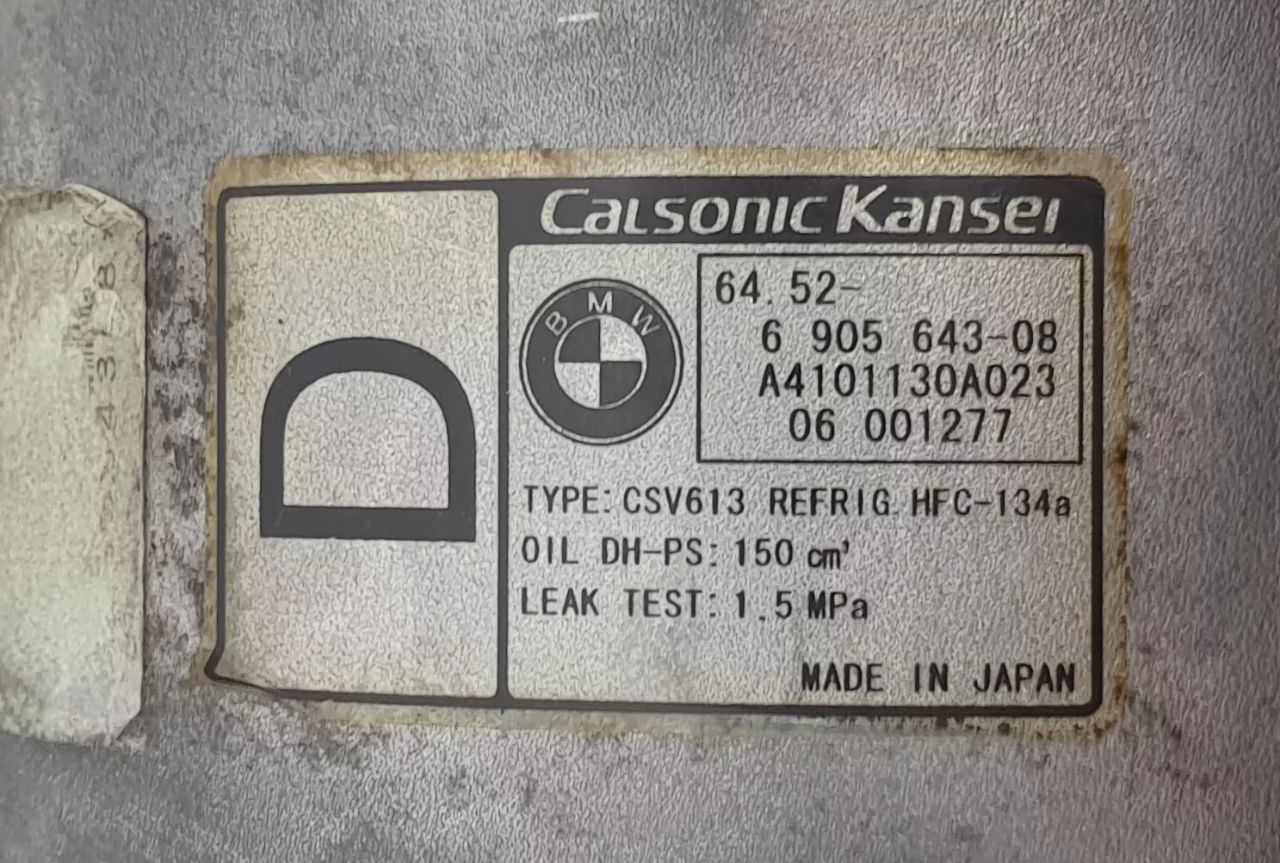 D
Calsonic Kansei
BMW
64.52-
6 905 643-08
A4101130A023
06 001277
TYPE: CSV613 REFRIG. HFC-134a
OIL DH-PS: 150 cm³
LEAK TEST: 1.5 MPa
MADE IN JAPAN